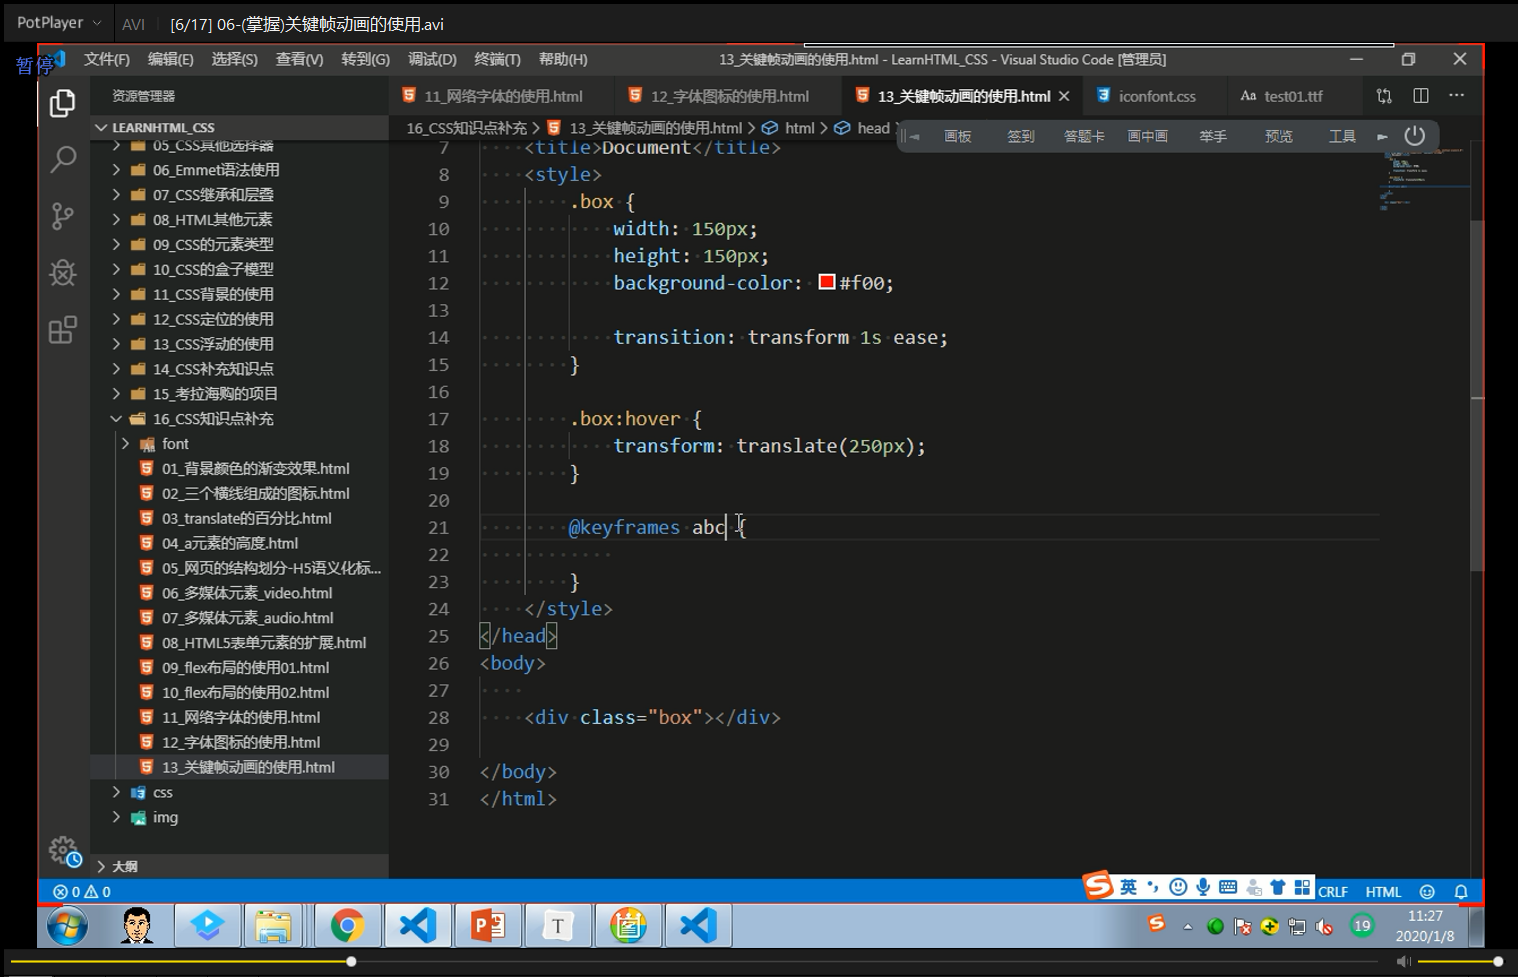 PotPlayer AVI [6/17] 06-(掌握)关键帧动画的使用.avi
暂停
文件(F) 编辑(E) 选择(S) 查看(V) 转到(G) 调试(D) 终端(T) 帮助(H) 13_关键帧动画的使用.html - LearnHTML_CSS - Visual Studio Code [管理员]
资源管理器
11_网络字体的使用.html 12_字体图标的使用.html 13_关键帧动画的使用.html iconfont.css Aa test01.ttf
LEARNHTML_CSS
16_CSS知识点补充 > 13_关键帧动画的使用.html > html > head
画板 签到 答题卡 画中画 举手 预览 工具
05_CSS其他选择器
06_Emmet语法使用
07_CSS继承和层叠
08_HTML其他元素
09_CSS的元素类型
10_CSS的盒子模型
11_CSS背景的使用
12_CSS定位的使用
13_CSS浮动的使用
14_CSS补充知识点
15_考拉海购的项目
16_CSS知识点补充
font
01_背景颜色的渐变效果.html
02_三个横线组成的图标.html
03_translate的百分比.html
04_a元素的高度.html
05_网页的结构划分-H5语义化标...
06_多媒体元素_video.html
07_多媒体元素_audio.html
08_HTML5表单元素的扩展.html
09_flex布局的使用01.html
10_flex布局的使用02.html
11_网络字体的使用.html
12_字体图标的使用.html
13_关键帧动画的使用.html
css
img
大纲
7 <title>Document</title>
8 <style>
9 .box {
10 width: 150px;
11 height: 150px;
12 background-color: #f00;
13
14 transition: transform 1s ease;
15 }
16
17 .box:hover {
18 transform: translate(250px);
19 }
20
21 @keyframes abc {
22
23 }
24 </style>
25 </head>
26 <body>
27
28 <div class="box"></div>
29
30 </body>
31 </html>
0 0
英 CRLF HTML
19
11:27
2020/1/8